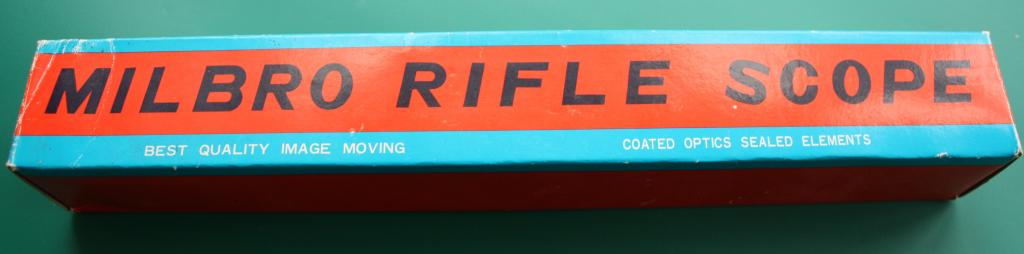 MILBRO RIFLE SCOPE
BEST QUALITY IMAGE MOVING
COATED OPTICS SEALED ELEMENTS